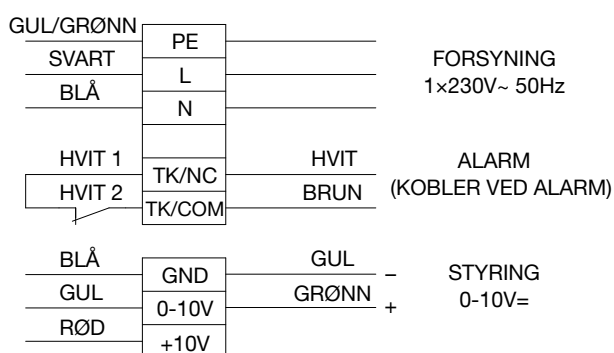 GUL/GRØNN
PE
SVART
L
FORSYNING
1×230V~ 50Hz
BLÅ
N
HVIT 1
TK/NC
HVIT
ALARM
(KOBLER VED ALARM)
HVIT 2
TK/COM
BRUN
BLÅ
GND
GUL
–
STYRING
0-10V=
GUL
0-10V
GRØNN
+
RØD
+10V